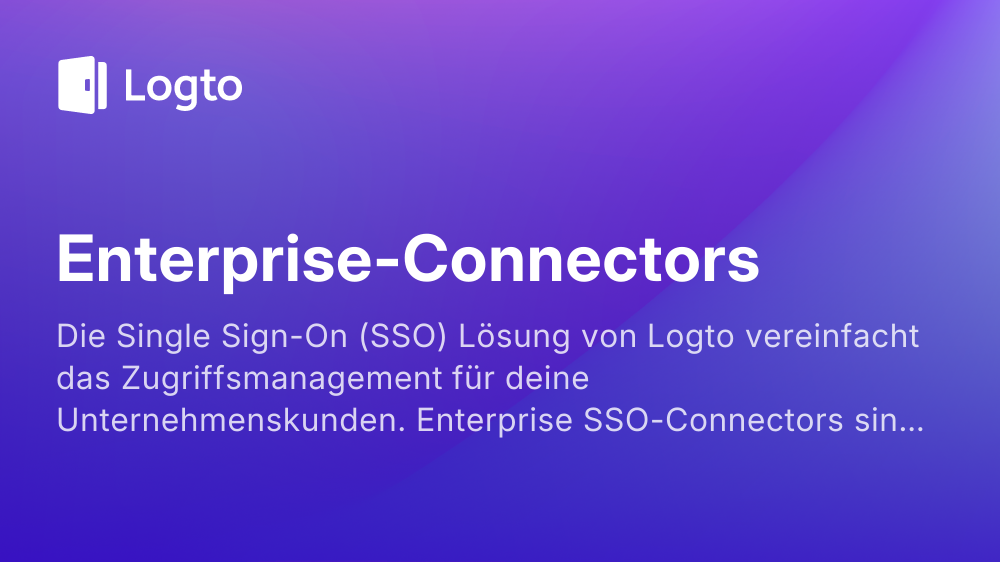 Logto
Enterprise-Connectors
Die Single Sign-On (SSO) Lösung von Logto vereinfacht
das Zugriffsmanagement für deine
Unternehmenskunden. Enterprise SSO-Connectors sin...